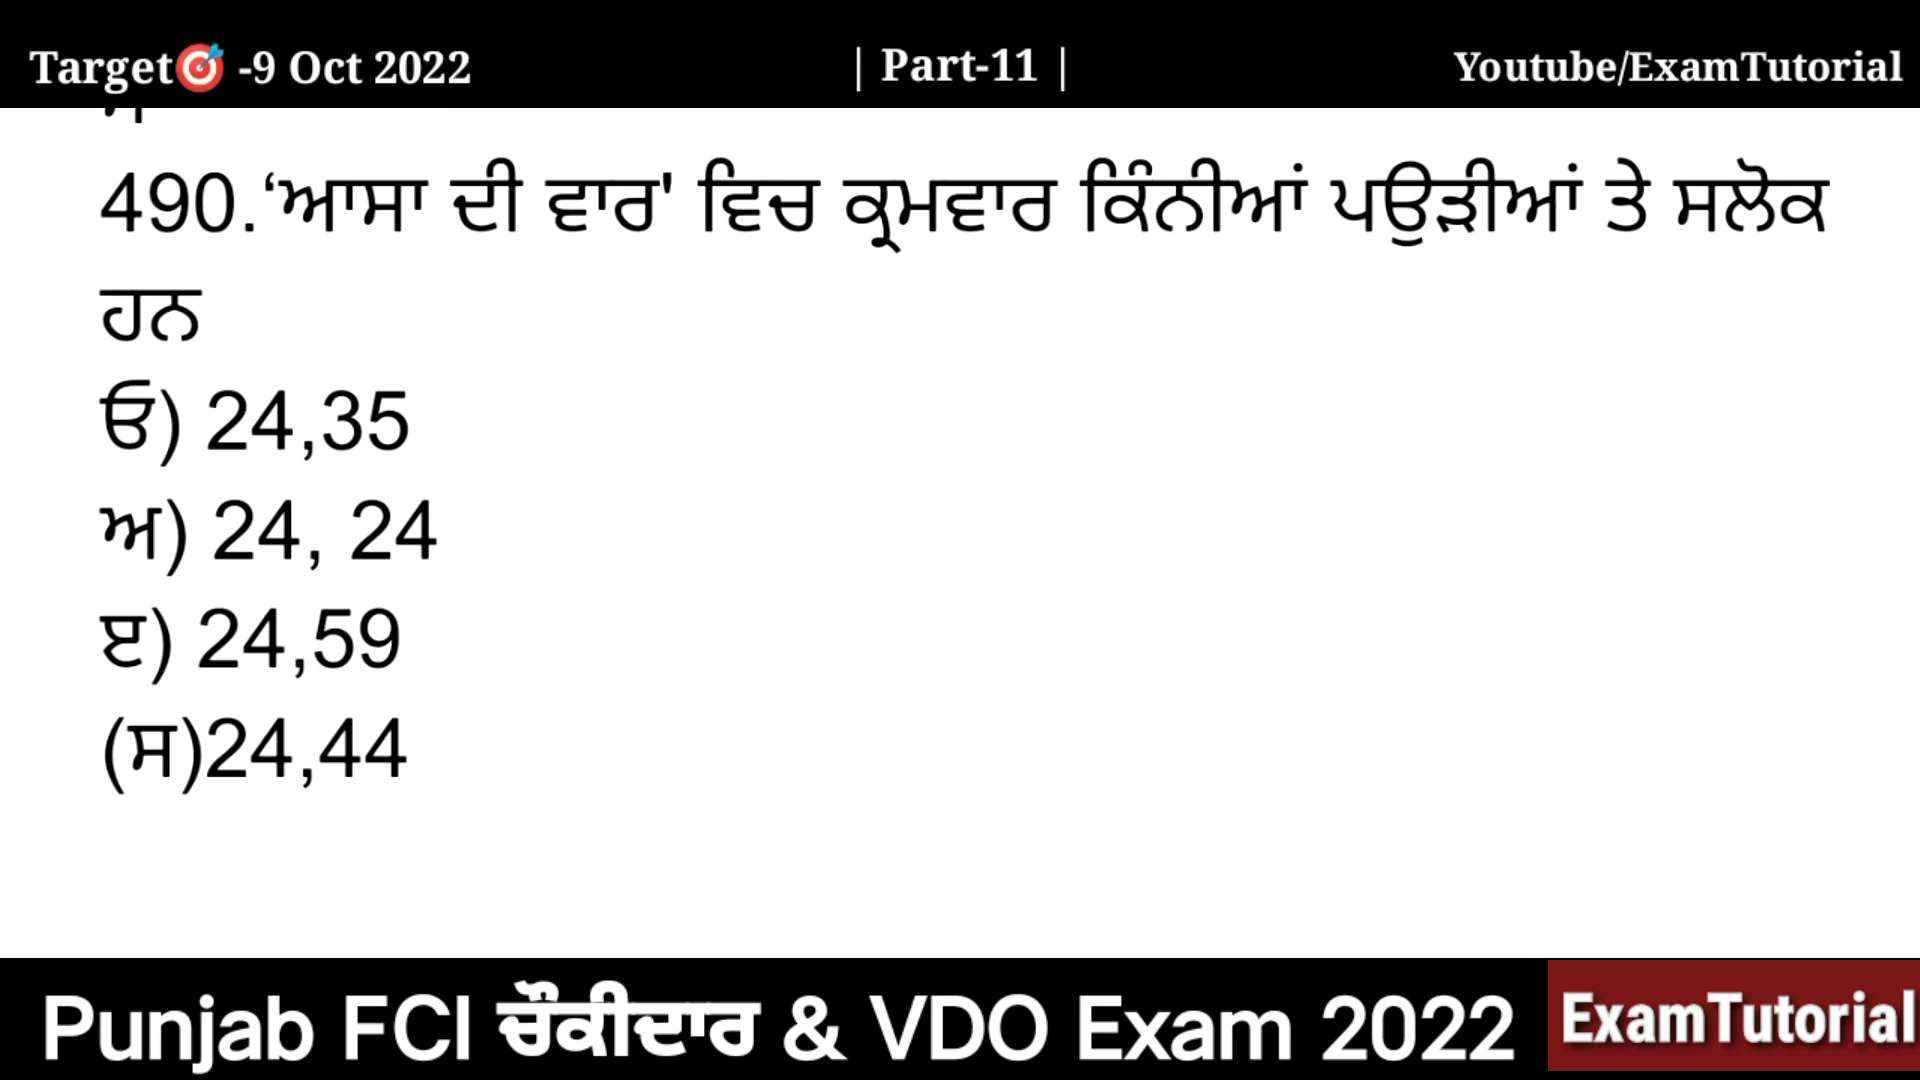 Target🎯 -9 Oct 2022
| Part-11 |
Youtube/ExamTutorial
490.‘ਆਸਾ ਦੀ ਵਾਰ' ਵਿਚ ਕ੍ਰਮਵਾਰ ਕਿੰਨੀਆਂ ਪਉੜੀਆਂ ਤੇ ਸਲੋਕ
ਹਨ
ਓ) 24,35
ਅ) 24, 24
ੲ) 24,59
(ਸ)24,44
Punjab FCI ਚੌਕੀਦਾਰ & VDO Exam 2022
ExamTutorial